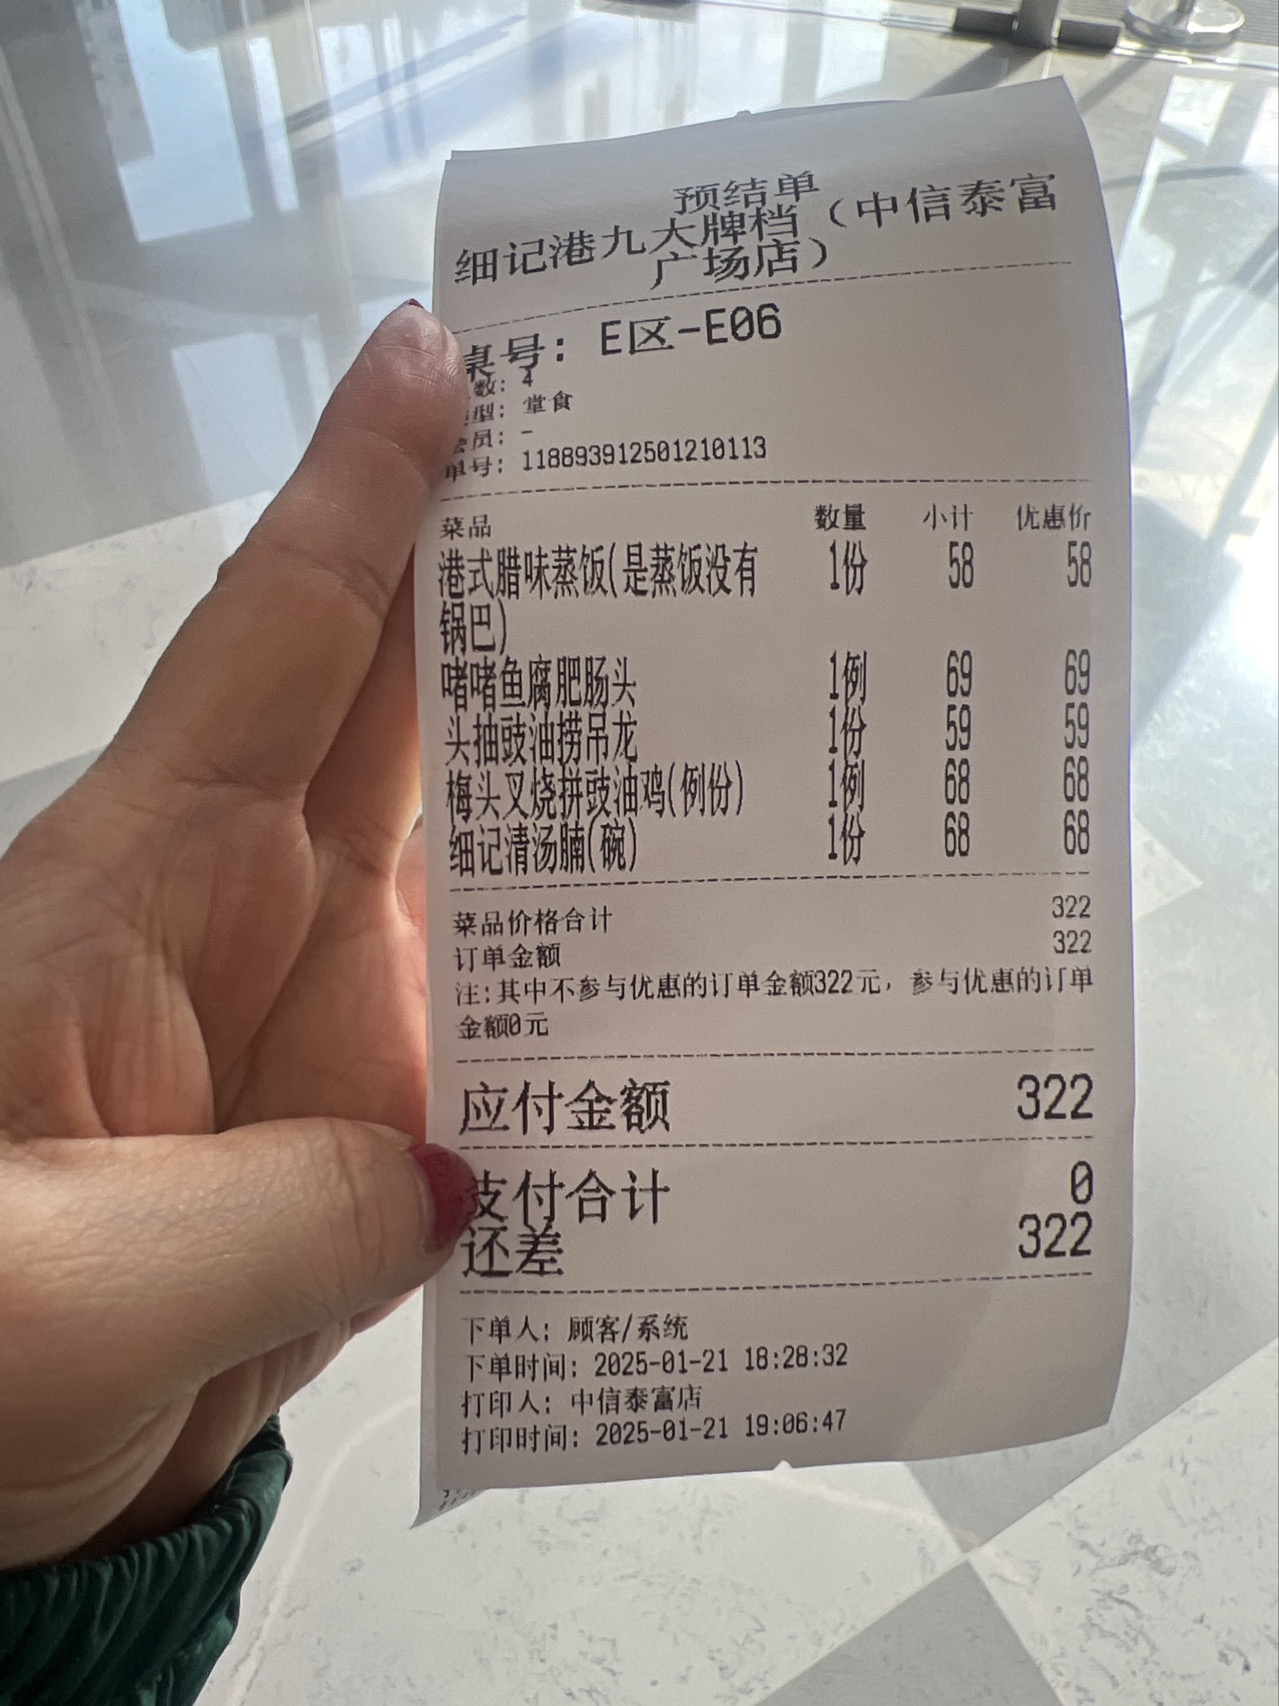 预结单
细记港九大牌档（中信泰富
广场店）
桌号：E区-E06
数：4
型：堂食
会员：-
单号：118893912501210113
菜品 数量 小计 优惠价
港式腊味蒸饭(是蒸饭没有 1份 58 58
锅巴)
啫啫鱼腐肥肠头 1例 69 69
头抽豉油捞吊龙 1份 59 59
梅头叉烧拼豉油鸡(例份) 1例 68 68
细记清汤腩(碗) 1份 68 68
菜品价格合计 322
订单金额 322
注:其中不参与优惠的订单金额322元，参与优惠的订单
金额0元
应付金额 322
支付合计 0
还差 322
下单人：顾客/系统
下单时间：2025-01-21 18:28:32
打印人：中信泰富店
打印时间：2025-01-21 19:06:47